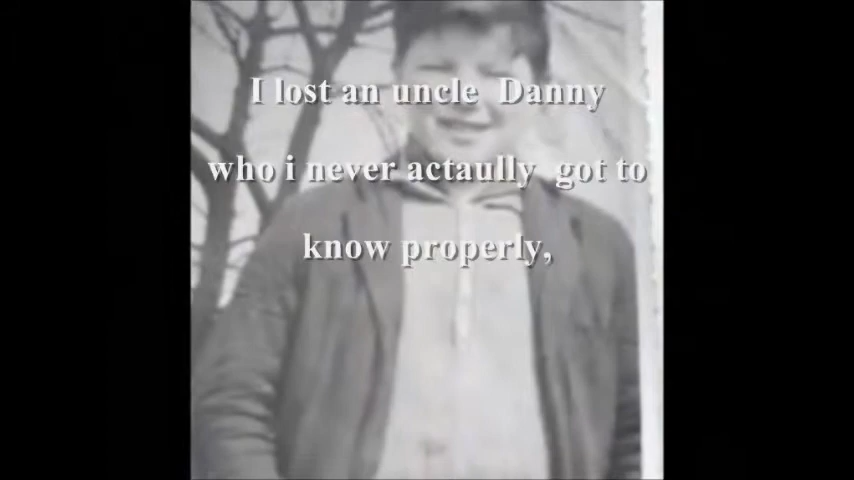 I lost an uncle Danny
who i never actaully got to
know properly,